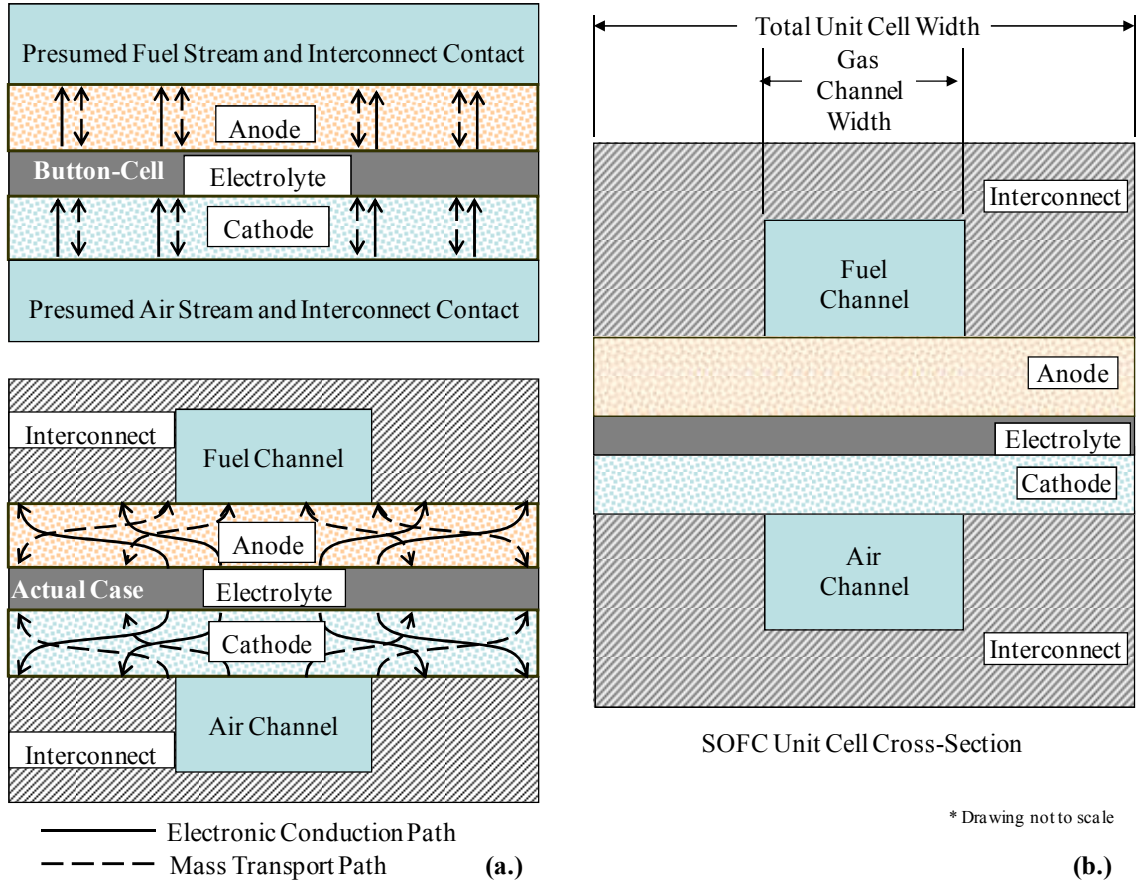 Presumed Fuel Stream and Interconnect Contact
Anode
Button-Cell
Electrolyte
Cathode
Presumed Air Stream and Interconnect Contact
Interconnect
Fuel Channel
Anode
Actual Case
Electrolyte
Cathode
Air Channel
Interconnect
Electronic Conduction Path
Mass Transport Path
(a.)
Total Unit Cell Width
Gas
Channel
Width
Interconnect
Fuel
Channel
Anode
Electrolyte
Cathode
Air
Channel
Interconnect
SOFC Unit Cell Cross-Section
* Drawing not to scale
(b.)